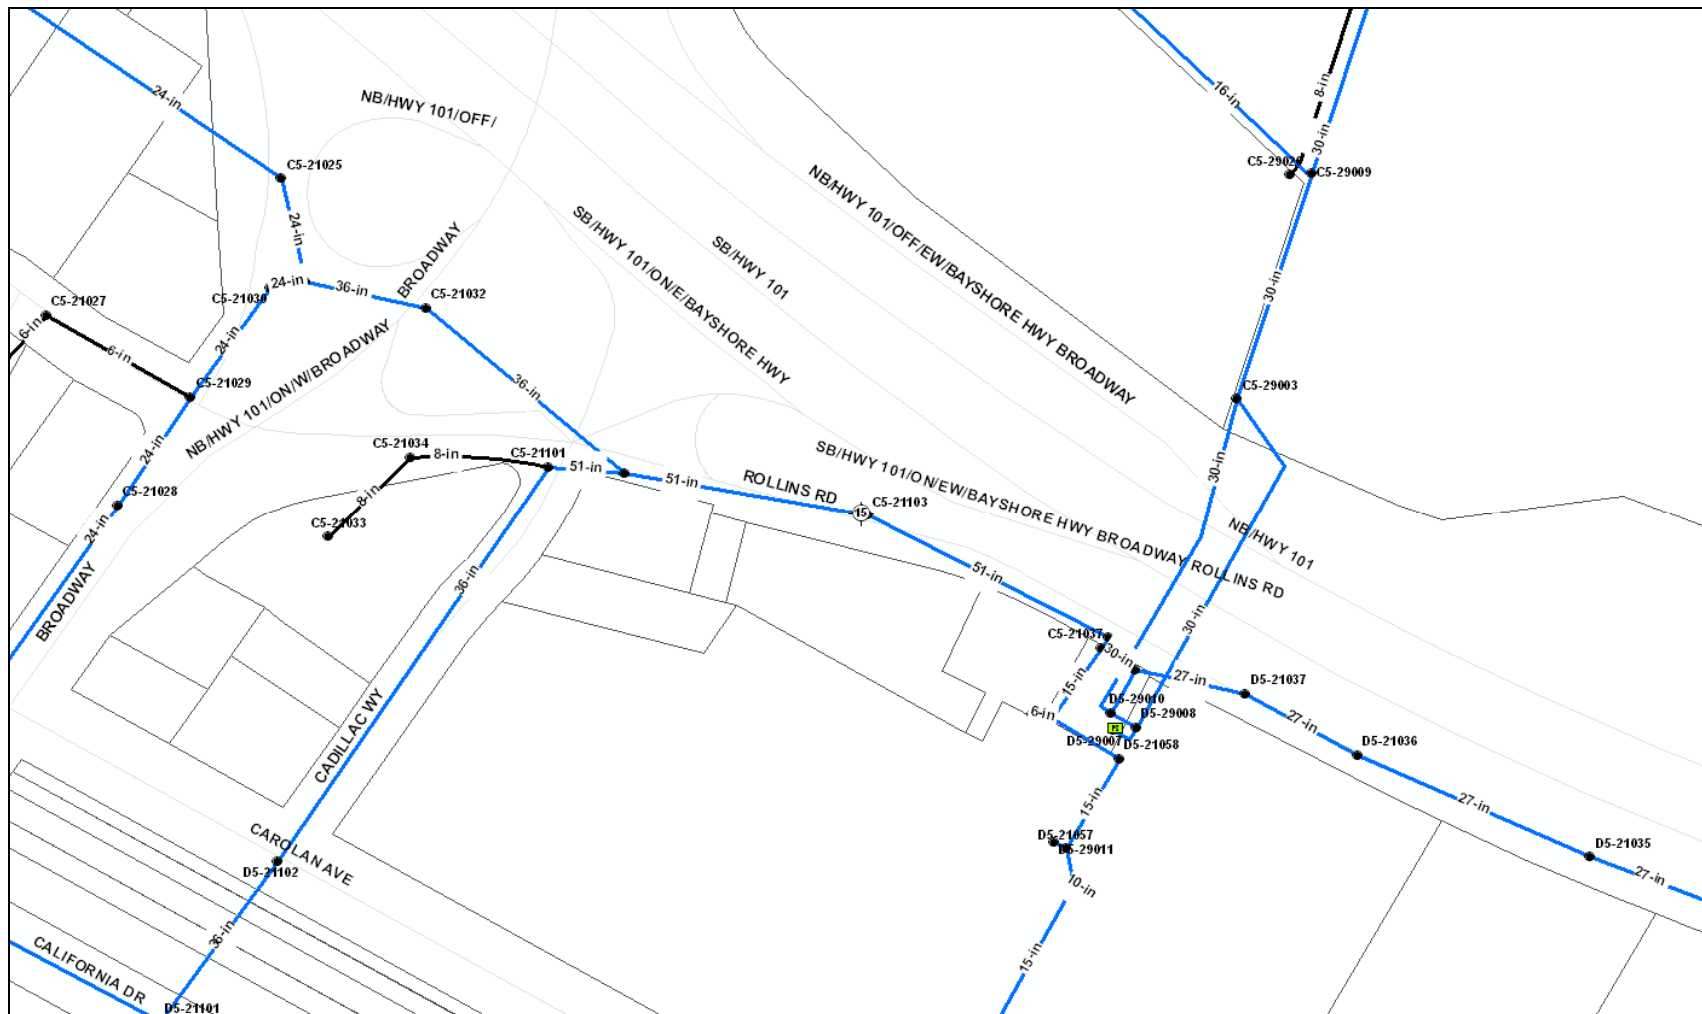 24-in
NB/HWY 101/OFF/
16-in
8-in
30-in
C5-21025
C5-29009
NB/HWY 101/OFF/EW/BAYSHORE HWY BROADWAY
24-in
BROADWAY
SB/HWY 101/ON/E/BAYSHORE HWY
SB/HWY 101
30-in
C5-21027
C5-21030
24-in
36-in
C5-21032
6-in
6-in
24-in
NB/HWY 101/ON/W/BROADWAY
C5-21029
36-in
C5-29003
24-in
C5-21034
8-in
C5-21101
51-in
51-in
ROLLINS RD
SB/HWY 101/ON/EW/BAYSHORE HWY BROADWAY ROLLINS RD
30-in
C5-21028
8-in
C5-21033
15
C5-21103
NB/HWY 101
24-in
BROADWAY
36-in
51-in
30-in
C5-21037
30-in
15-in
27-in
D5-21037
6-in
D5-29010
D5-29008
27-in
D5-29007
D5-21058
PS
D5-21036
CADILLAC WY
15-in
27-in
CAROLAN AVE
D5-21057
D5-29011
D5-21035
D5-21102
10-in
27-in
36-in
15-in
CALIFORNIA DR
D5-21101